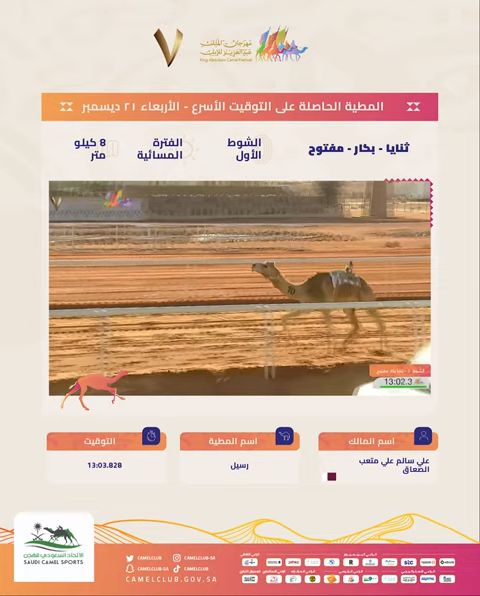 مهرجان الملك
عبدالعزيز للإبل
King Abdulaziz Camel Festival
٧
المطية الحاصلة على التوقيت الأسرع - الأربعاء ٢١ ديسمبر
ثنايا - بكار - مفتوح
الشوط الأول
الفترة المسائية
8 كيلو متر
10
13:02.3
اسم المالك
علي سالم علي متعب الصعاق
اسم المطية
رسيل
التوقيت
13:03.828
الاتحاد السعودي للهجن
SAUDI CAMEL SPORTS
CAMELCLUB
CAMELCLUB-SA
CAMELCLUB-SA
CAMELCLUB
CAMELCLUB.GOV.SA
stc